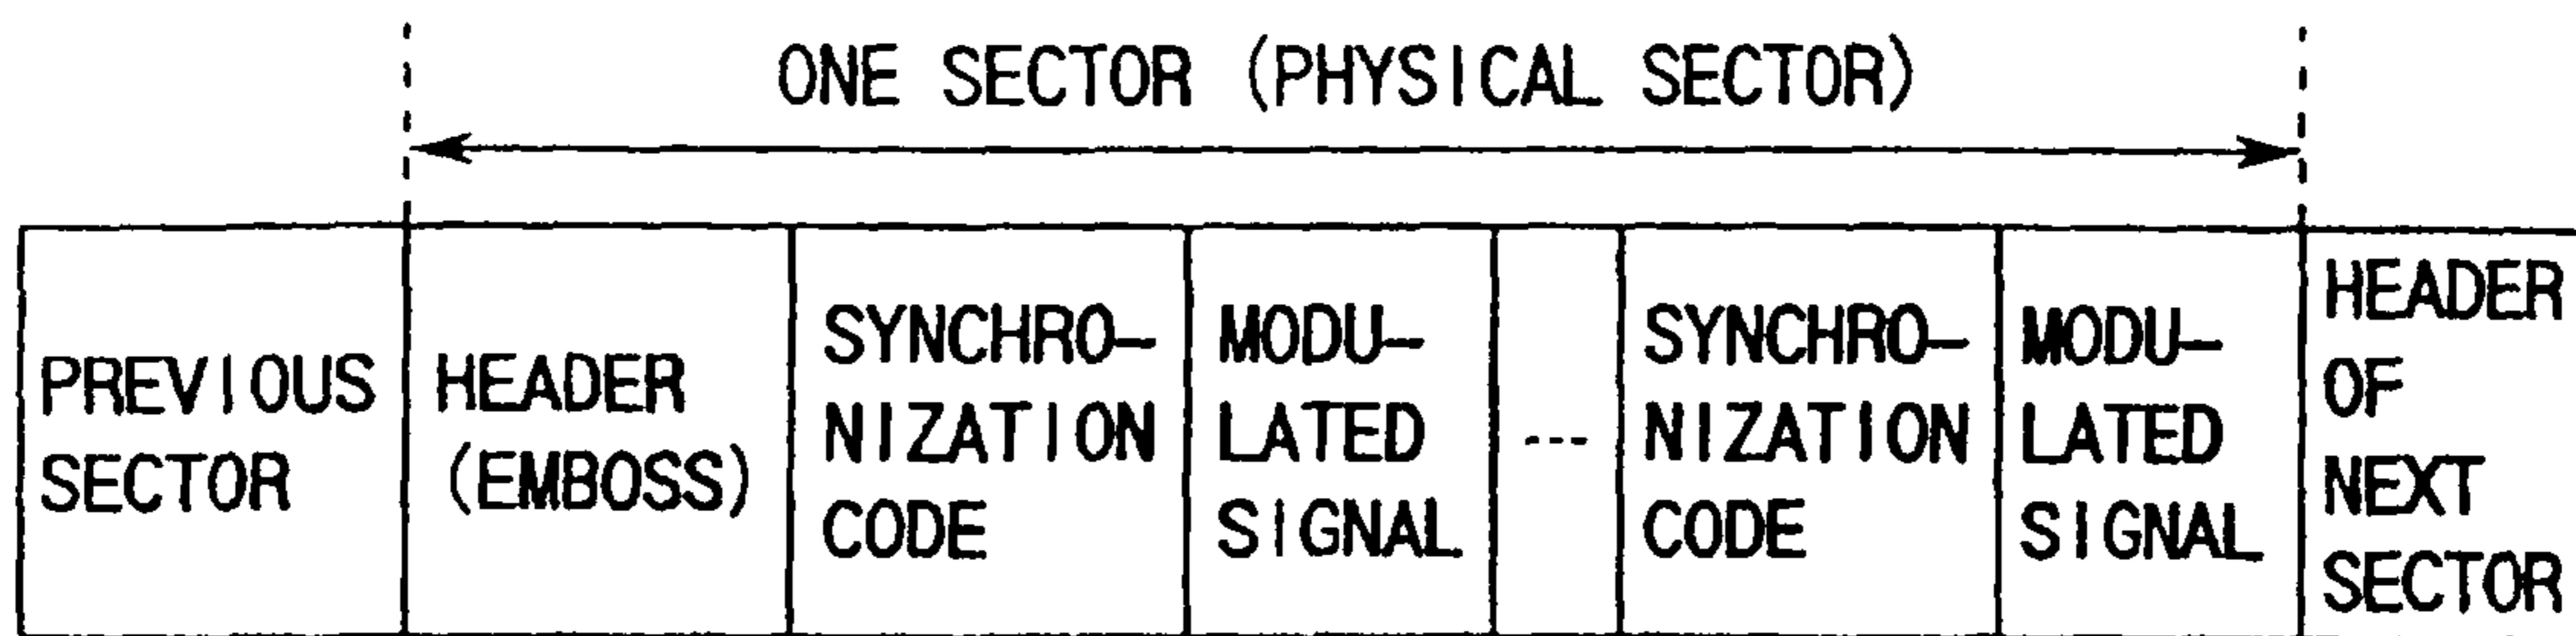 ONE SECTOR (PHYSICAL SECTOR)
PREVIOUS
SECTOR
HEADER
(EMBOSS)
SYNCHRO–
NIZATION
CODE
MODU–
LATED
SIGNAL
---
SYNCHRO–
NIZATION
CODE
MODU–
LATED
SIGNAL
HEADER
OF
NEXT
SECTOR